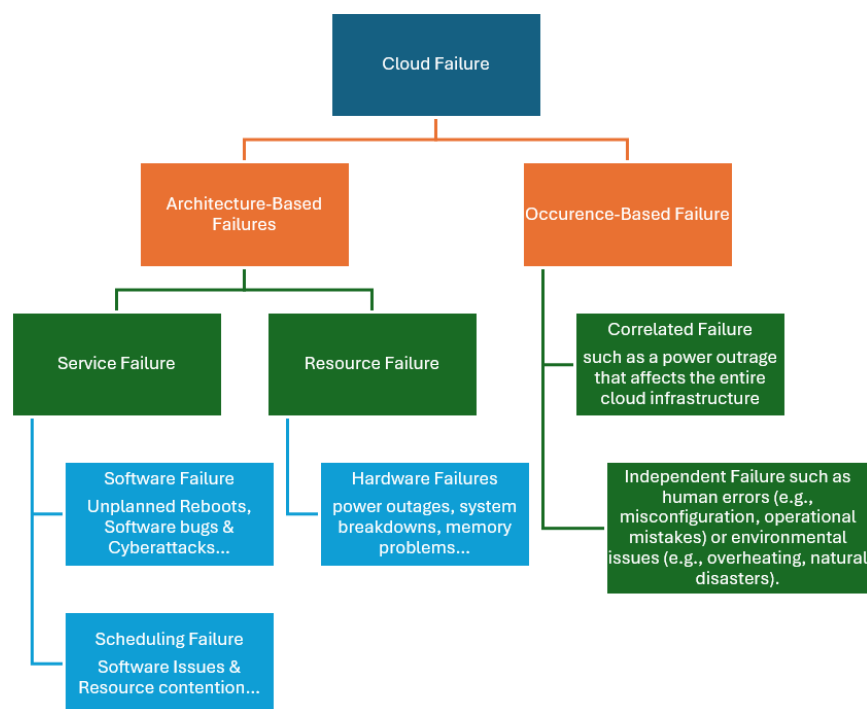 Cloud Failure
Architecture-Based
Failures
Occurence-Based Failure
Service Failure
Resource Failure
Correlated Failure
such as a power outrage
that affects the entire
cloud infrastructure
Software Failure
Unplanned Reboots,
Software bugs &
Cyberattacks...
Hardware Failures
power outages, system
breakdowns, memory
problems...
Independent Failure such as
human errors (e.g.,
misconfiguration, operational
mistakes) or environmental
issues (e.g., overheating, natural
disasters).
Scheduling Failure
Software Issues &
Resource contention...